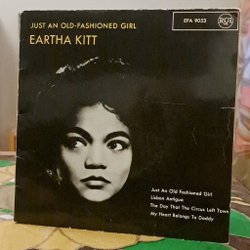 JUST AN OLD-FASHIONED GIRL
EARTHA KITT
EPA 9053
RCA
Just An Old Fashioned Girl
Lisbon Antigua
The Day That The Circus Left Town
My Heart Belongs To Daddy